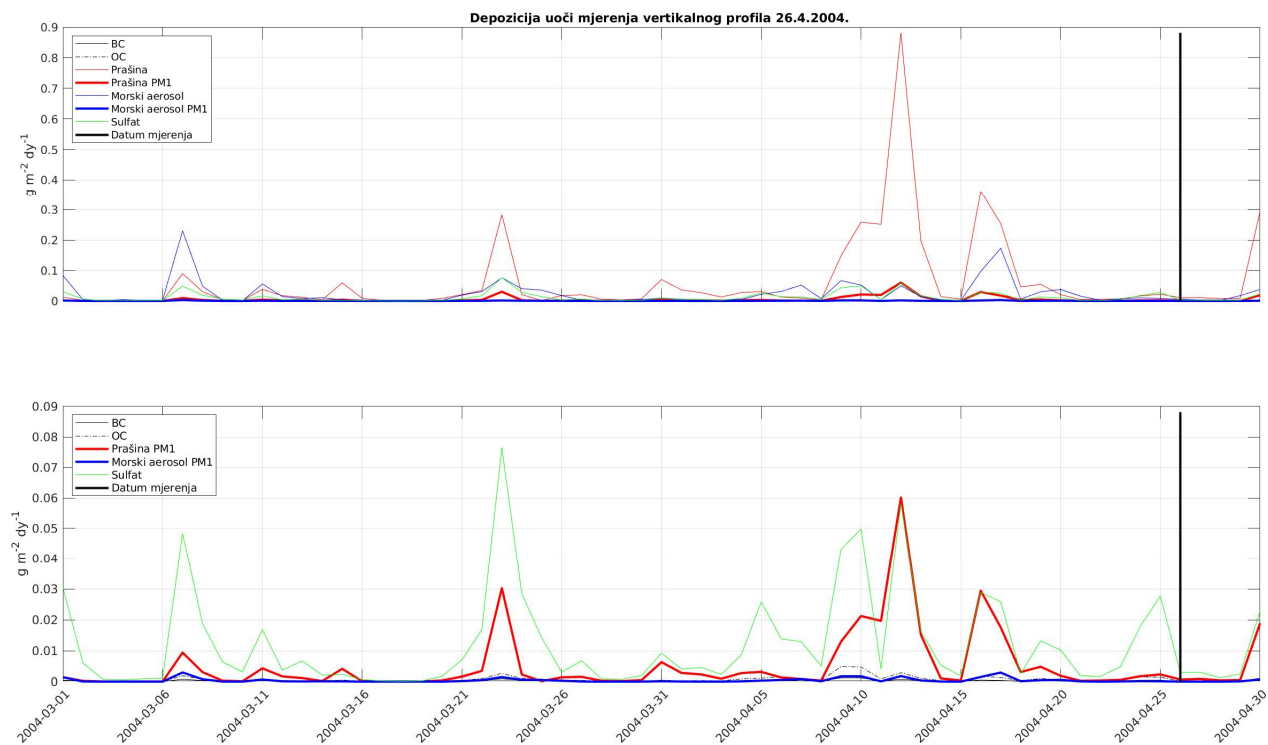 Depozicija uoči mjerenja vertikalnog profila 26.4.2004.
0.9
0.8
0.7
0.6
0.5
0.4
0.3
0.2
0.1
0
g m-2 dy-1
BC
OC
Prašina
Prašina PM1
Morski aerosol
Morski aerosol PM1
Sulfat
Datum mjerenja
0.09
0.08
0.07
0.06
0.05
0.04
0.03
0.02
0.01
0
g m-2 dy-1
BC
OC
Prašina PM1
Morski aerosol PM1
Sulfat
Datum mjerenja
2004-03-01
2004-03-06
2004-03-11
2004-03-16
2004-03-21
2004-03-26
2004-03-31
2004-04-05
2004-04-10
2004-04-15
2004-04-20
2004-04-25
2004-04-30